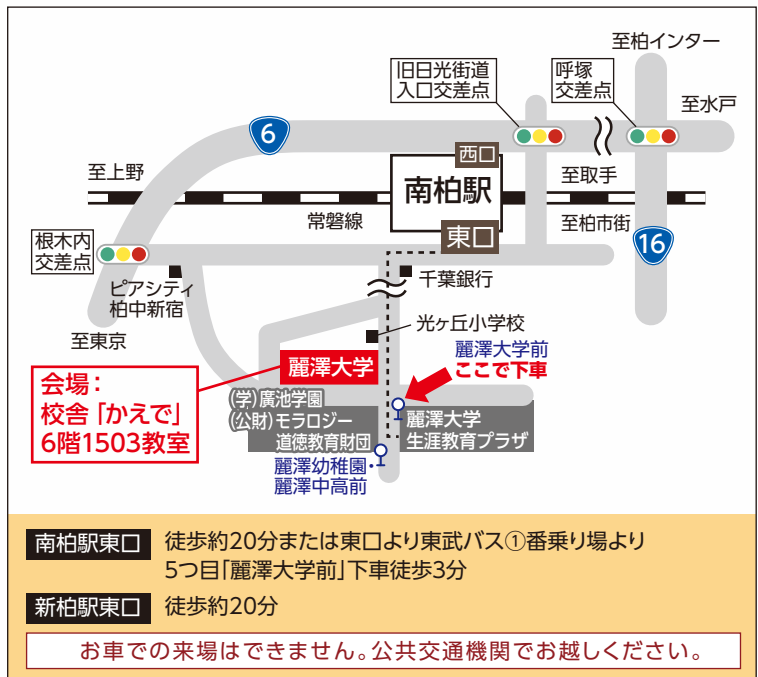 至柏インター
旧日光街道
入口交差点
呼塚
交差点
至水戸
6
西口
至上野
南柏駅
至取手
常磐線
東口
至柏市街
16
根木内
交差点
ピアシティ
柏中新宿
千葉銀行
至東京
光ヶ丘小学校
麗澤大学前
ここで下車
麗澤大学
会場：
校舎「かえで」
6階1503教室
(学)廣池学園
(公財)モラロジー
道徳教育財団
麗澤大学
生涯教育プラザ
麗澤幼稚園・
麗澤中高前
南柏駅東口 徒歩約20分または東口より東武バス①番乗り場より
5つ目「麗澤大学前」下車徒歩3分
新柏駅東口 徒歩約20分
お車での来場はできません。公共交通機関でお越しください。